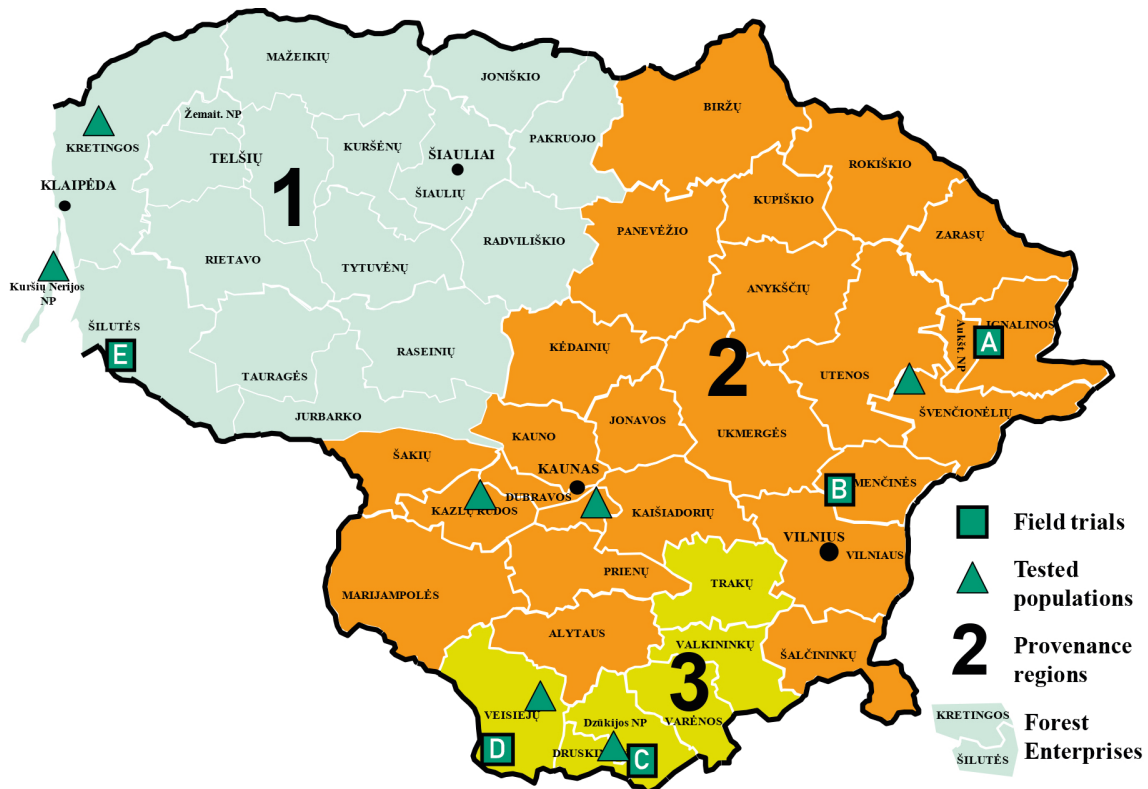 MAŽEIKIŲ
JONIŠKIO
BIRŽŲ
Žemait. NP
KRETINGOS
TELŠIŲ
KURŠĖNŲ
ŠIAULIAI
PAKRUOJO
ROKIŠKIO
KLAIPĖDA
1
ŠIAULIŲ
KUPIŠKIO
PANEVĖŽIO
ZARASŲ
RADVILIŠKIO
RIETAVO
TYTUVĖNŲ
ANYKŠČIŲ
Kuršių Nerijos
NP
ŠILUTĖS
E
KĖDAINIŲ
2
Aukšt. NP
IGNALINOS
A
RASEINIŲ
TAURAGĖS
UTENOS
ŠVENČIONĖLIŲ
JURBARKO
KAUNO
JONAVOS
UKMERGĖS
ŠAKIŲ
KAUNAS
B
MENČINĖS
DUBRAVOS
KAZLŲ RŪDOS
KAIŠIADORIŲ
VILNIUS
VILNIAUS
PRIENŲ
TRAKŲ
MARIJAMPOLĖS
ALYTAUS
VALKININKŲ
ŠALČININKŲ
3
VEISIEJŲ
Dzūkijos NP
VARĖNOS
D
C
Field trials
Tested
populations
2
Provenance
regions
KRETINGOS
ŠILUTĖS
Forest
Enterprises